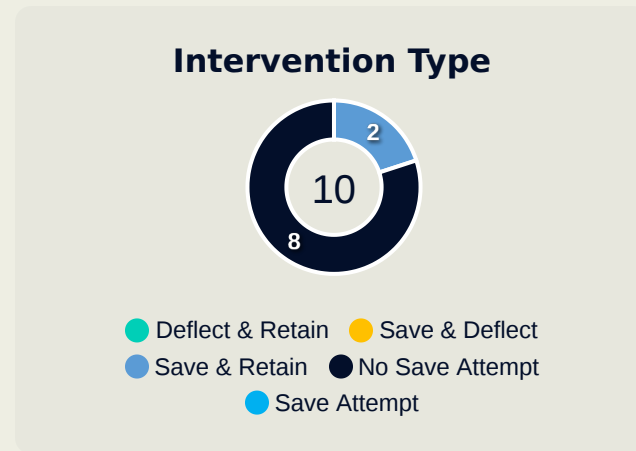 Intervention Type
2
10
8
Deflect & Retain Save & Deflect
Save & Retain No Save Attempt
Save Attempt